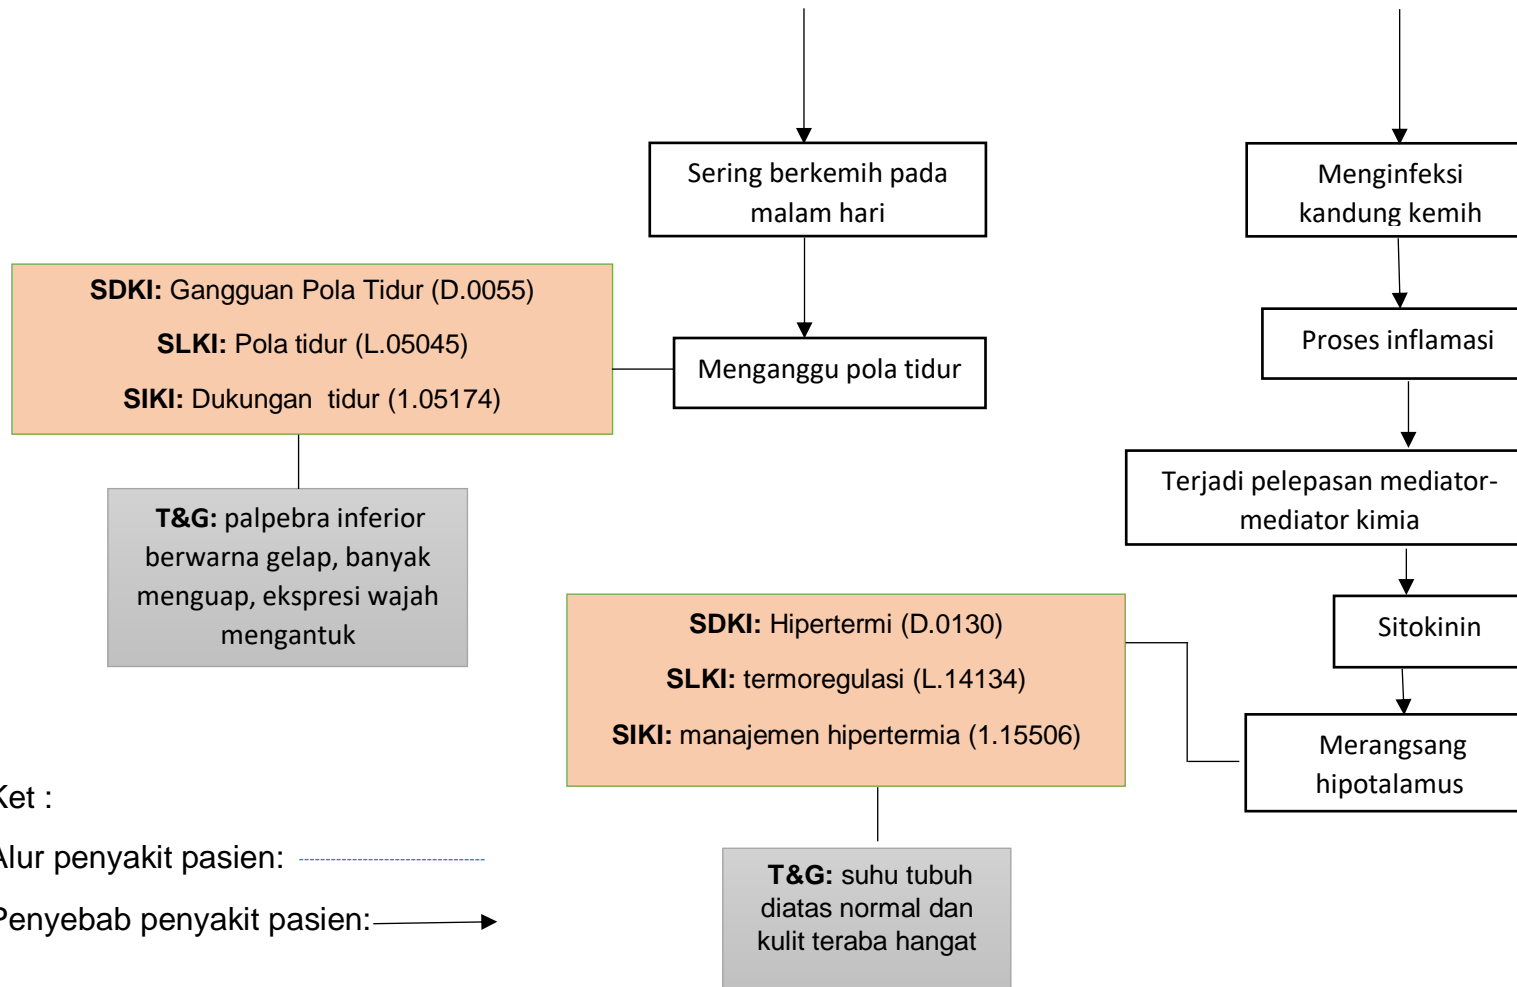 Sering berkemih pada
malam hari
Menginfeksi
kandung kemih
SDKI: Gangguan Pola Tidur (D.0055)
SLKI: Pola tidur (L.05045)
SIKI: Dukungan tidur (1.05174)
Menganggu pola tidur
Proses inflamasi
Terjadi pelepasan mediator-
mediator kimia
T&G: palpebra inferior
berwarna gelap, banyak
menguap, ekspresi wajah
mengantuk
SDKI: Hipertermi (D.0130)
SLKI: termoregulasi (L.14134)
SIKI: manajemen hipertermia (1.15506)
Sitokinin
Merangsang
hipotalamus
T&G: suhu tubuh
diatas normal dan
kulit teraba hangat
Ket :
Alur penyakit pasien:
Penyebab penyakit pasien: